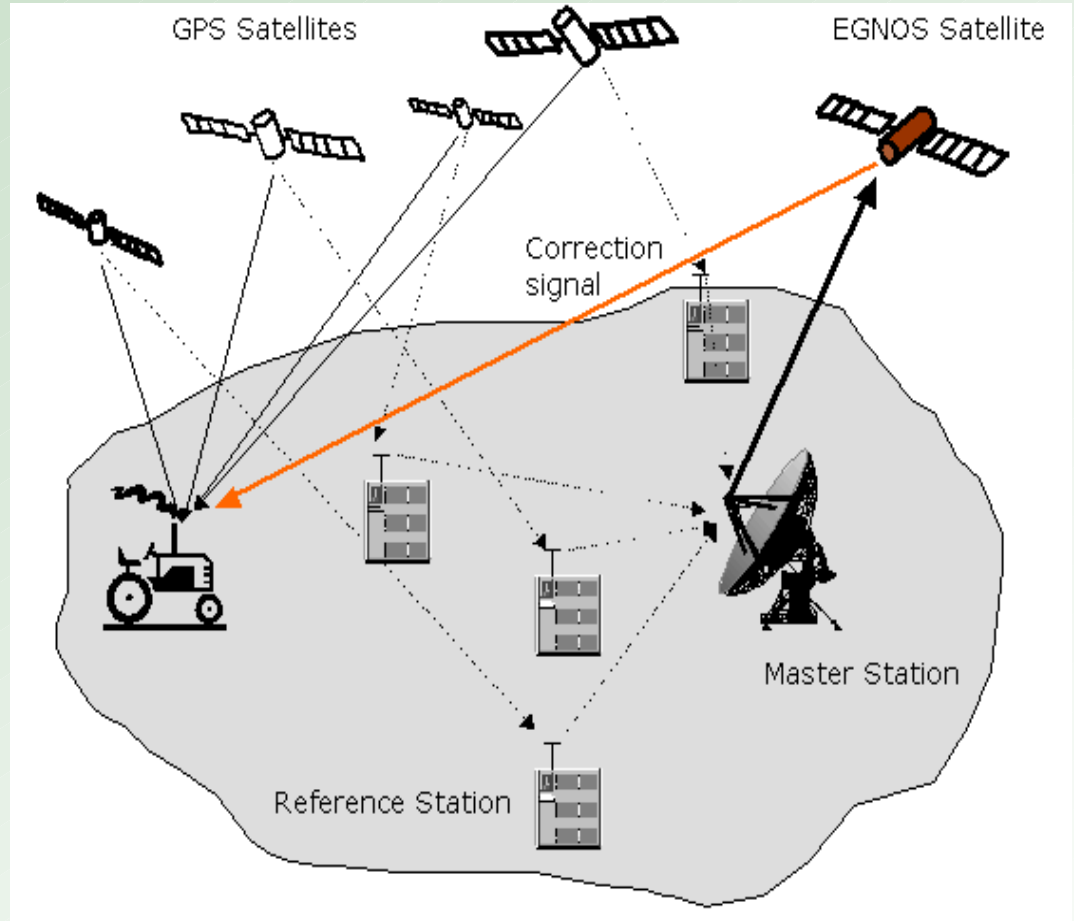 GPS Satellites
EGNOS Satellite
Correction
signal
Master Station
Reference Station